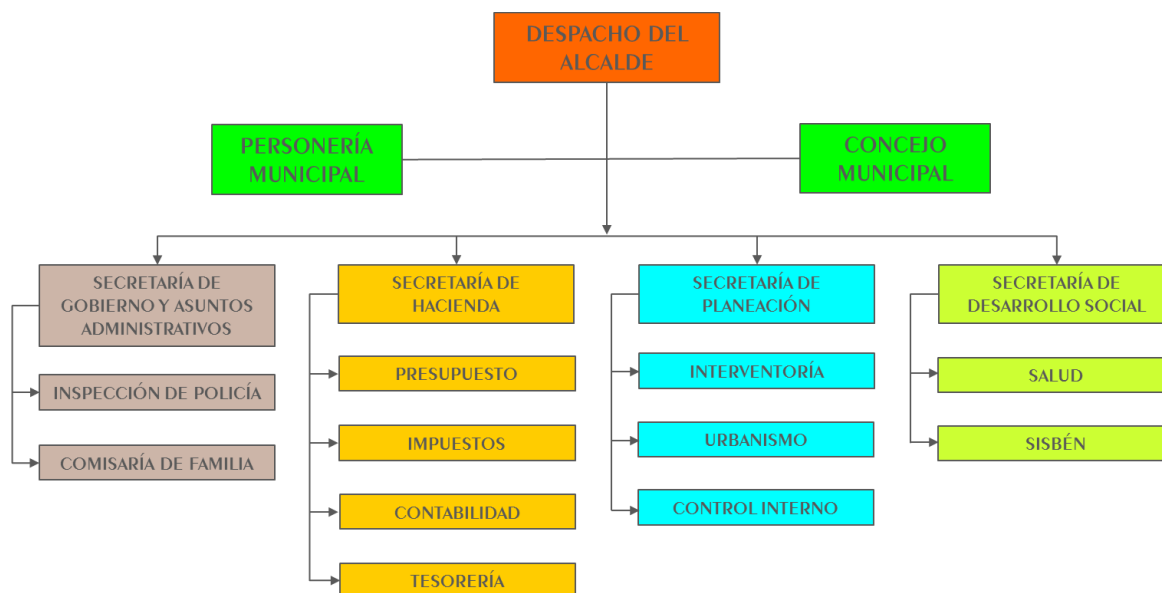 DESPACHO DEL
ALCALDE
PERSONERÍA
MUNICIPAL
CONCEJO
MUNICIPAL
SECRETARÍA DE
GOBIERNO Y ASUNTOS
ADMINISTRATIVOS
INSPECCIÓN DE POLICÍA
COMISARÍA DE FAMILIA
SECRETARÍA DE
HACIENDA
PRESUPUESTO
IMPUESTOS
CONTABILIDAD
TESORERÍA
SECRETARÍA DE
PLANEACIÓN
INTERVENTORÍA
URBANISMO
CONTROL INTERNO
SECRETARÍA DE
DESARROLLO SOCIAL
SALUD
SISBÉN